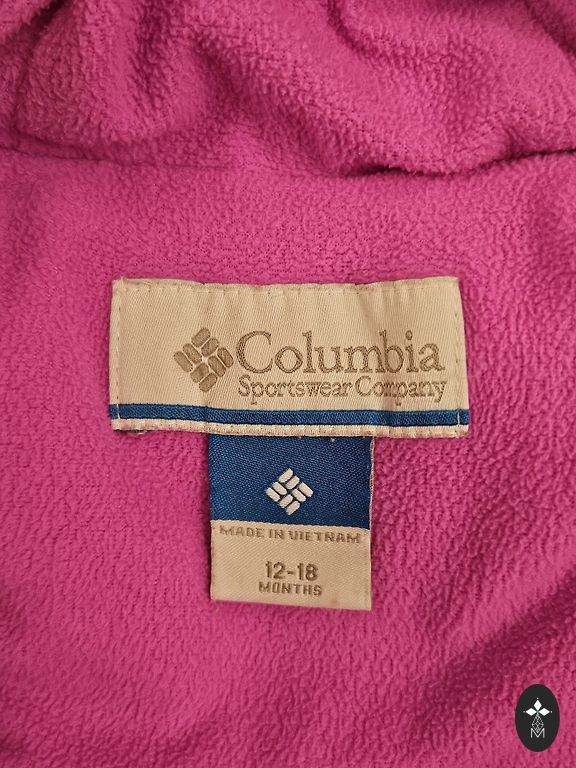 Columbia
Sportswear Company
MADE IN VIETNAM
12-18
MONTHS
M